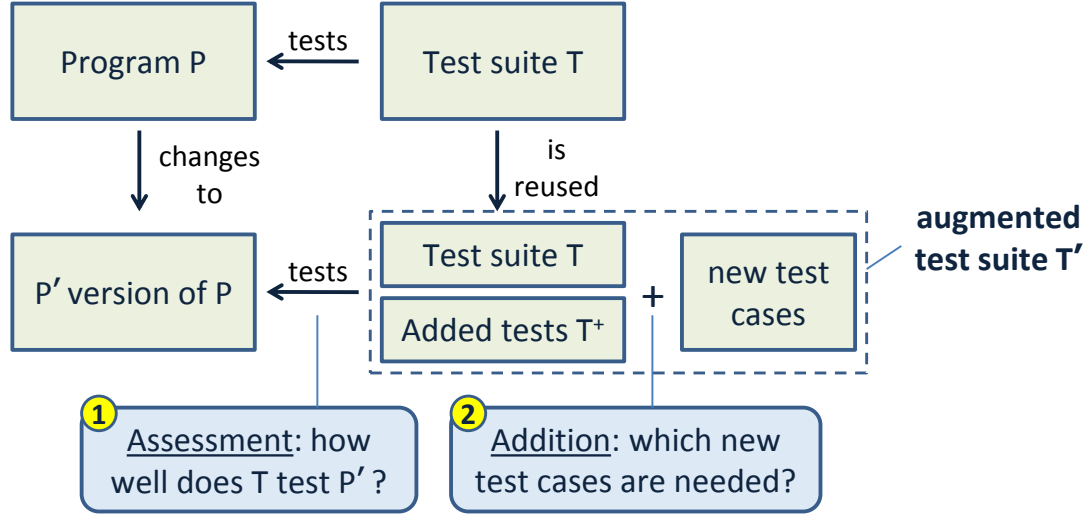 Program P
tests
Test suite T
changes
to
is
reused
P′ version of P
tests
Test suite T
Added tests T⁺
+
new test
cases
augmented
test suite T′
1
Assessment: how
well does T test P′ ?
2
Addition: which new
test cases are needed?